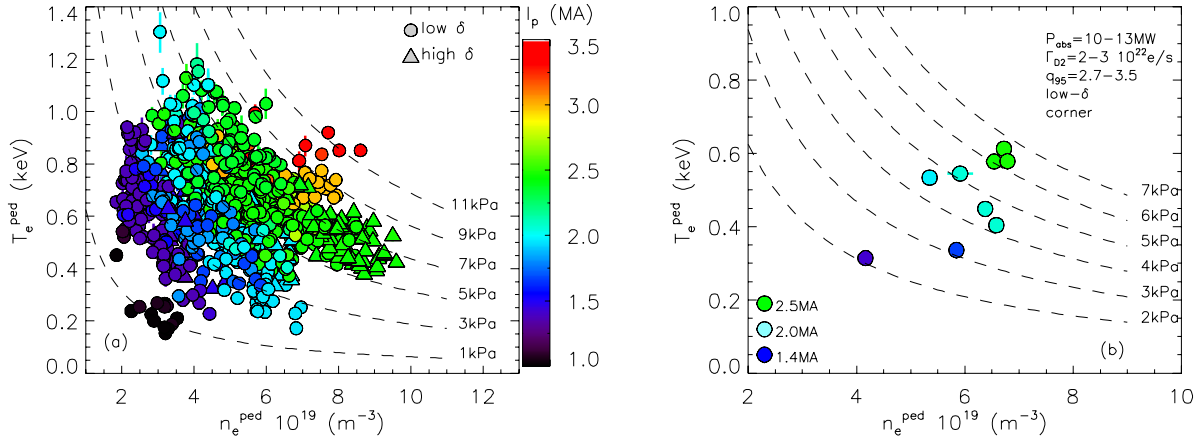 I_p (MA)
low δ
high δ
1.4
1.2
1.0
0.8
0.6
0.4
0.2
0.0
T_e^ped (keV)
11kPa
9kPa
7kPa
5kPa
3kPa
1kPa
(a)
2 4 6 8 10 12
n_e^ped 10^19 (m^-3)
3.5
3.0
2.5
2.0
1.5
1.0
P_abs=10−13MW
Γ_D2=2−3 10^22e/s
q_95=2.7−3.5
low−δ
corner
1.0
0.8
0.6
0.4
0.2
0.0
T_e^ped (keV)
7kPa
6kPa
5kPa
4kPa
3kPa
2kPa
2.5MA
2.0MA
1.4MA
(b)
2 4 6 8 10
n_e^ped 10^19 (m^-3)